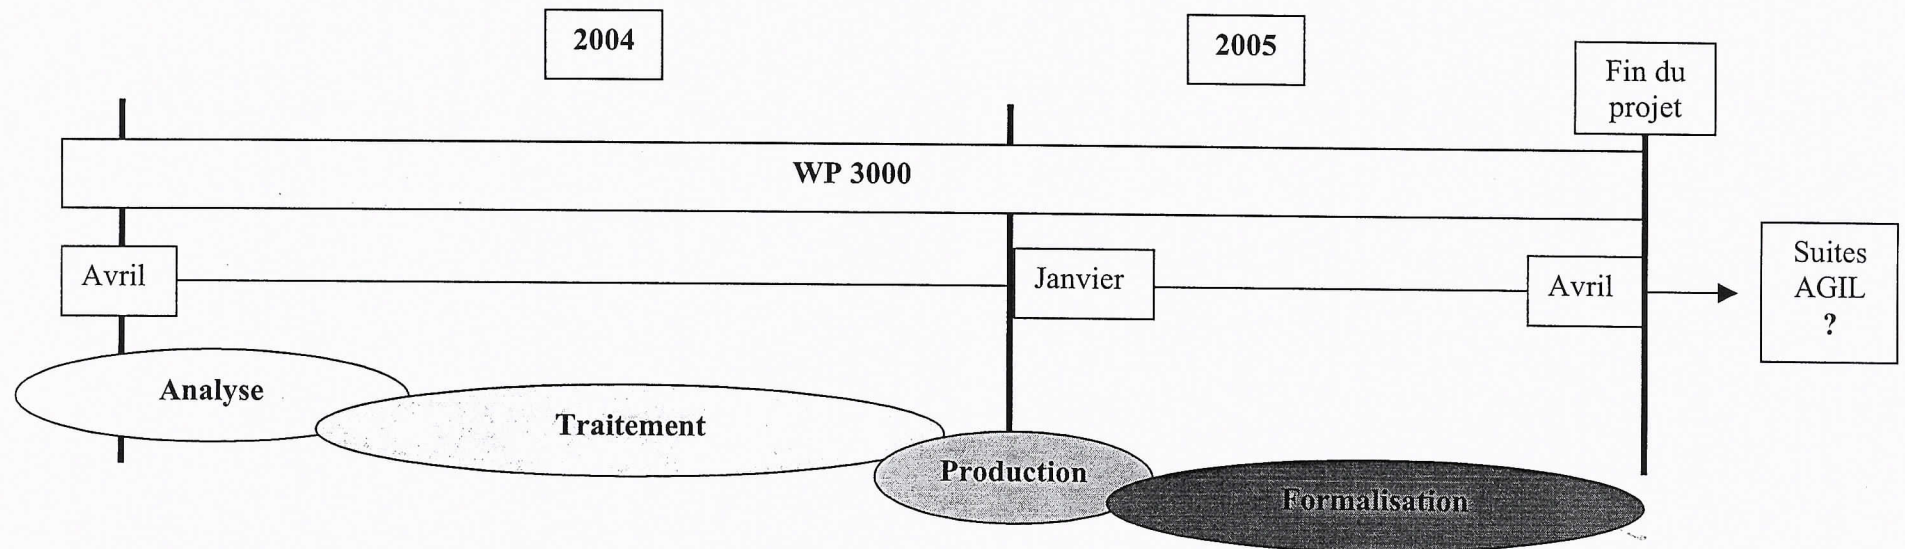 2004
2005
Fin du
projet
WP 3000
Avril
Janvier
Avril
Suites
AGIL
?
Analyse
Traitement
Production
Formalisation